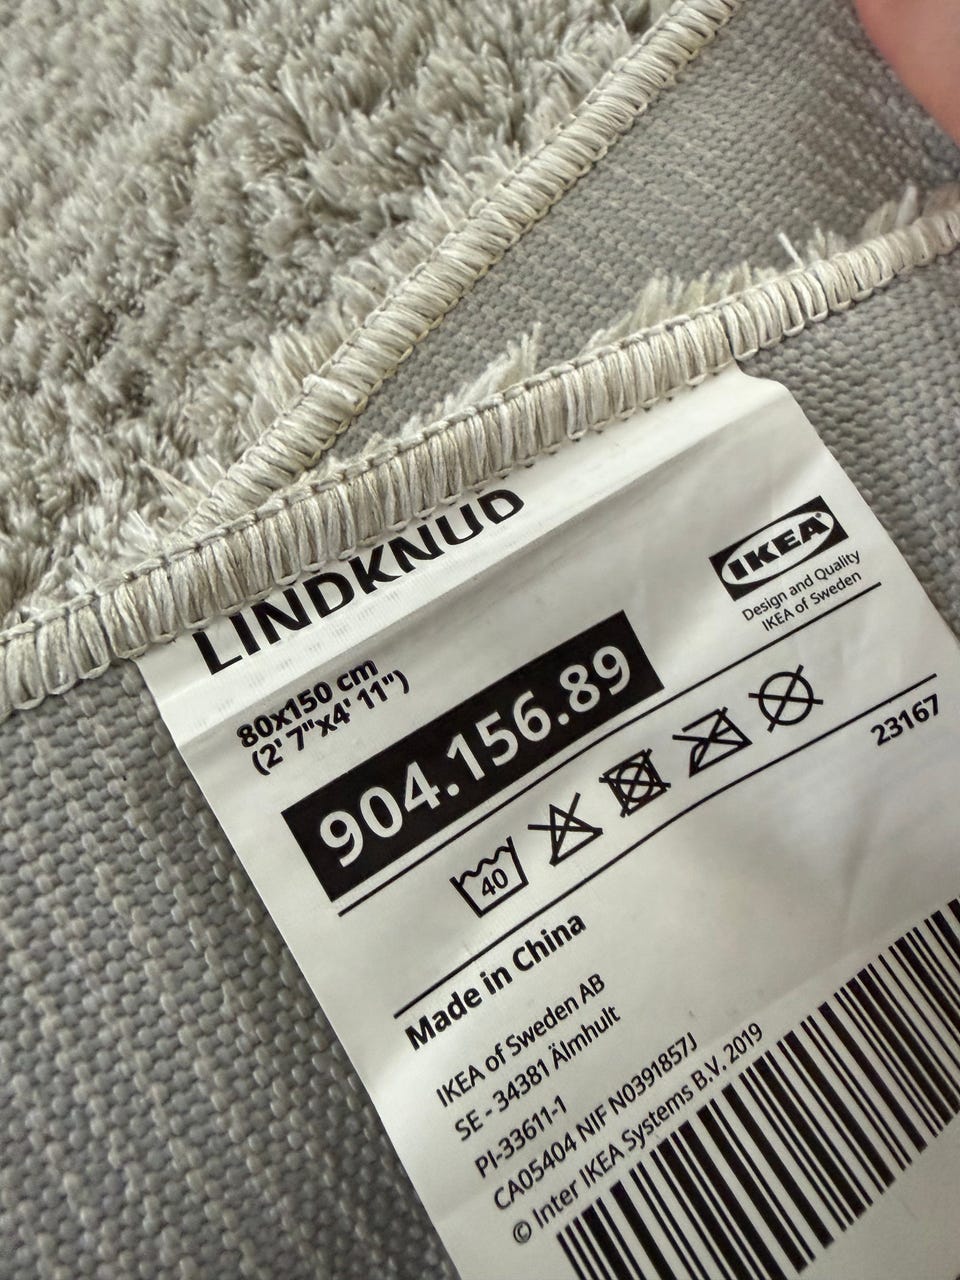 LINDKNUD
80x150 cm
(2' 7"x4' 11")
IKEA®
Design and Quality
IKEA of Sweden
904.156.89
40
23167
Made in China
IKEA of Sweden AB
SE - 34381 Älmhult
PI-33611-1
CA05404 NIF N0391857J
© Inter IKEA Systems B.V. 2019